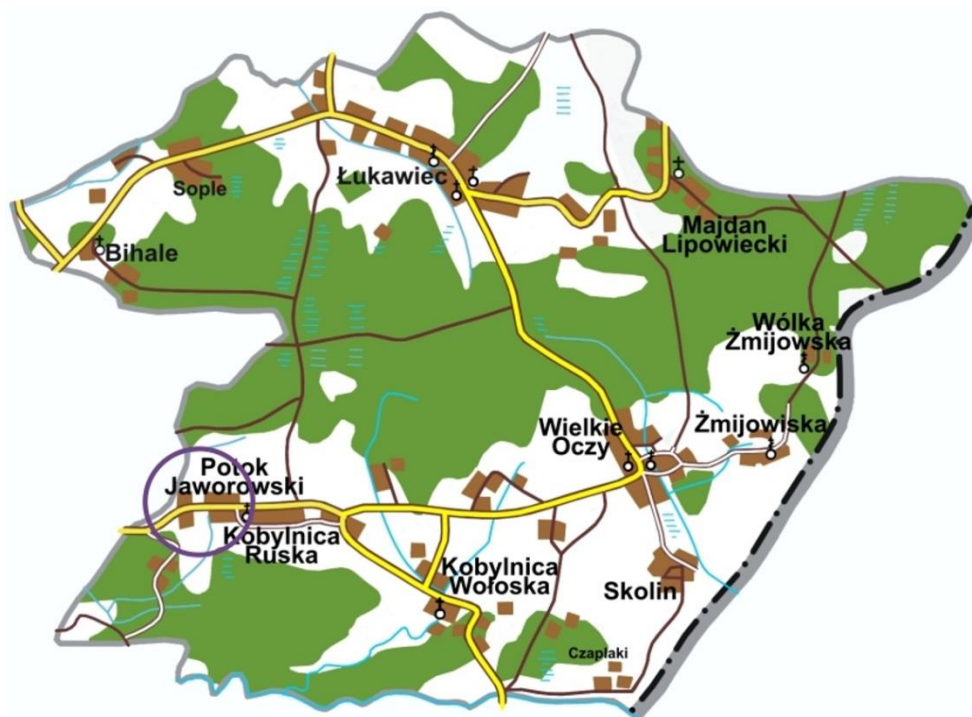 Łukawiec
Sople
Majdan
Lipowiecki
Bihale
Wólka
Żmijowska
Wielkie
Oczy
Żmijowiska
Potok
Jaworowski
Kobylnica
Ruska
Kobylnica
Wołoska
Skolin
Czaplaki